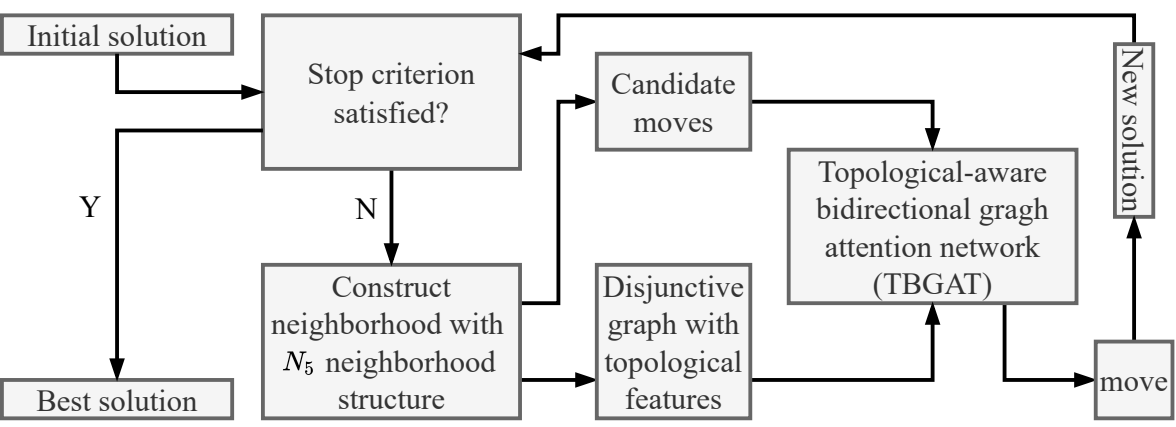 Initial solution
Stop criterion
satisfied?
Candidate
moves
New solution
Topological-aware
bidirectional gragh
attention network
(TBGAT)
Y
N
Construct
neighborhood with
N₅ neighborhood
structure
Disjunctive
graph with
topological
features
move
Best solution